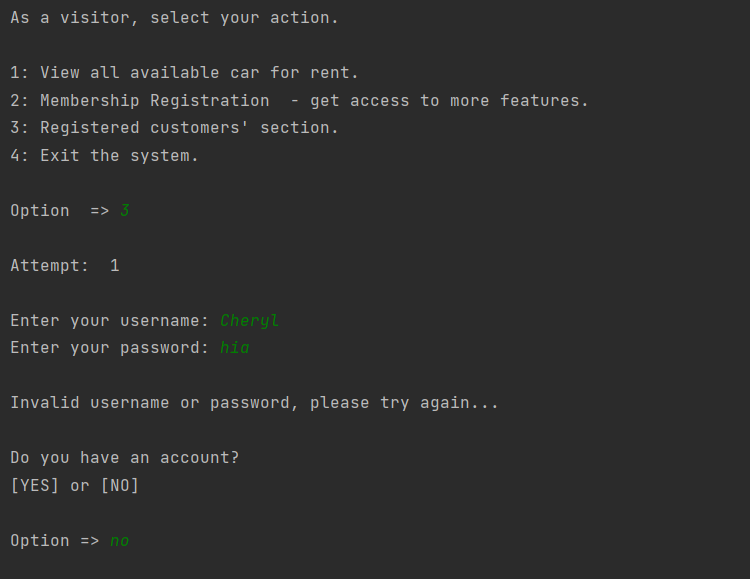 As a visitor, select your action.
1: View all available car for rent.
2: Membership Registration  - get access to more features.
3: Registered customers' section.
4: Exit the system.
Option  => 3
Attempt:  1
Enter your username: Cheryl
Enter your password: hia
Invalid username or password, please try again...
Do you have an account?
[YES] or [NO]
Option => no